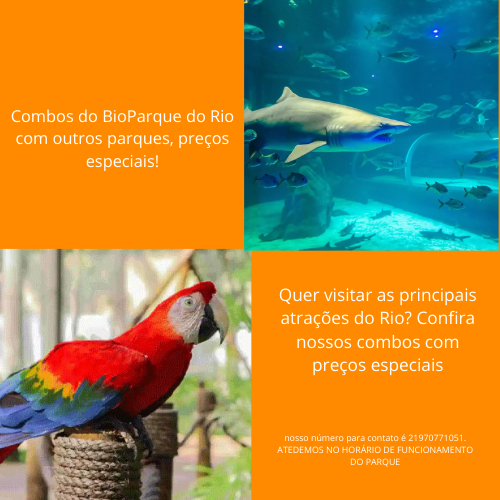 Combos do BioParque do Rio
com outros parques, preços
especiais!
Quer visitar as principais
atrações do Rio? Confira
nossos combos com
preços especiais
nosso número para contato é 21970771051.
ATEDEMOS NO HORÁRIO DE FUNCIONAMENTO
DO PARQUE